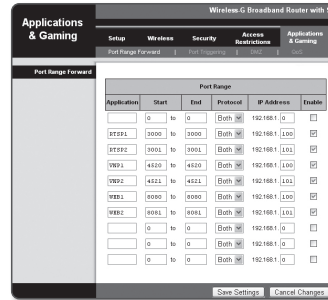 Wireless-G Broadband Router with S
Applications
& Gaming
Setup
Wireless
Security
Access
Restrictions
Applications
& Gaming
Port Range Forward | Port Triggering | DMZ | QoS
Port Range Forward
Port Range
Application Start End Protocol IP Address Enable
0 to 0 Both 192.168.1. 0
RTSP1 3000 to 3000 Both 192.168.1. 100
RTSP2 3001 to 3001 Both 192.168.1. 101
VNP1 4520 to 4520 Both 192.168.1. 100
VNP2 4521 to 4521 Both 192.168.1. 101
WEB1 8080 to 8080 Both 192.168.1. 100
WEB2 8081 to 8081 Both 192.168.1. 101
0 to 0 Both 192.168.1. 0
0 to 0 Both 192.168.1. 0
0 to 0 Both 192.168.1. 0
Save Settings Cancel Changes